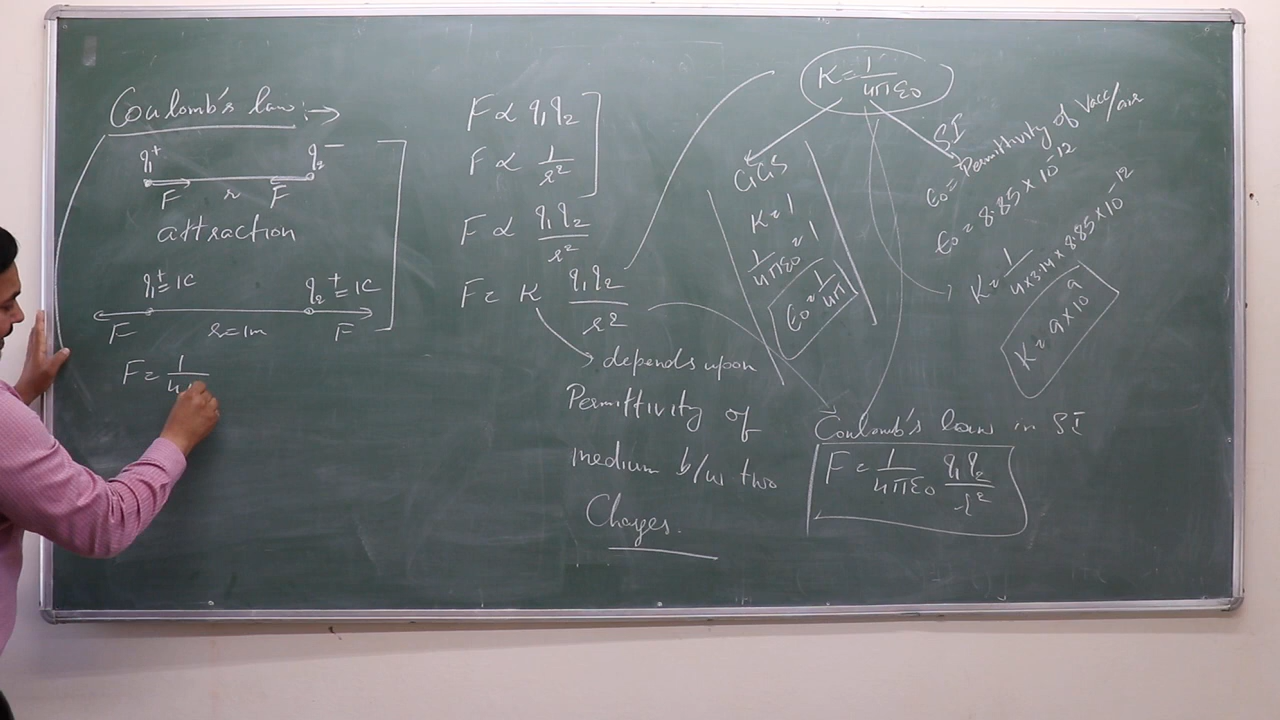 Coulomb's law :→
q₁⁺ q₂⁻
F r F
attraction
q₁⁺=1C q₂⁺=1C
F r=1m F
F = 1/4π
F ∝ q₁q₂
F ∝ 1/r²
F ∝ q₁q₂/r²
F = K q₁q₂/r²
depends upon
Permittivity of
medium b/w two
Charges.
K = 1/4πε₀
CGS
K = 1
1/4πε₀ = 1
ε₀ = 1/4π
SI
ε₀ = Permittivity of Vacc/air
ε₀ = 8.85 × 10⁻¹²
K = 1/4×3.14×8.85×10⁻¹²
K = 9×10⁹
Coulomb's law in SI
F = 1/4πε₀ q₁q₂/r²